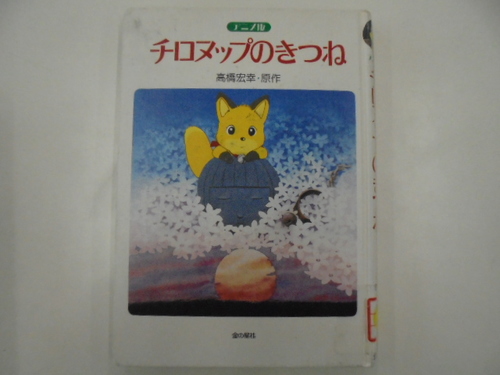 アニメ版
チロヌップのきつね
高橋宏幸・原作
金の星社